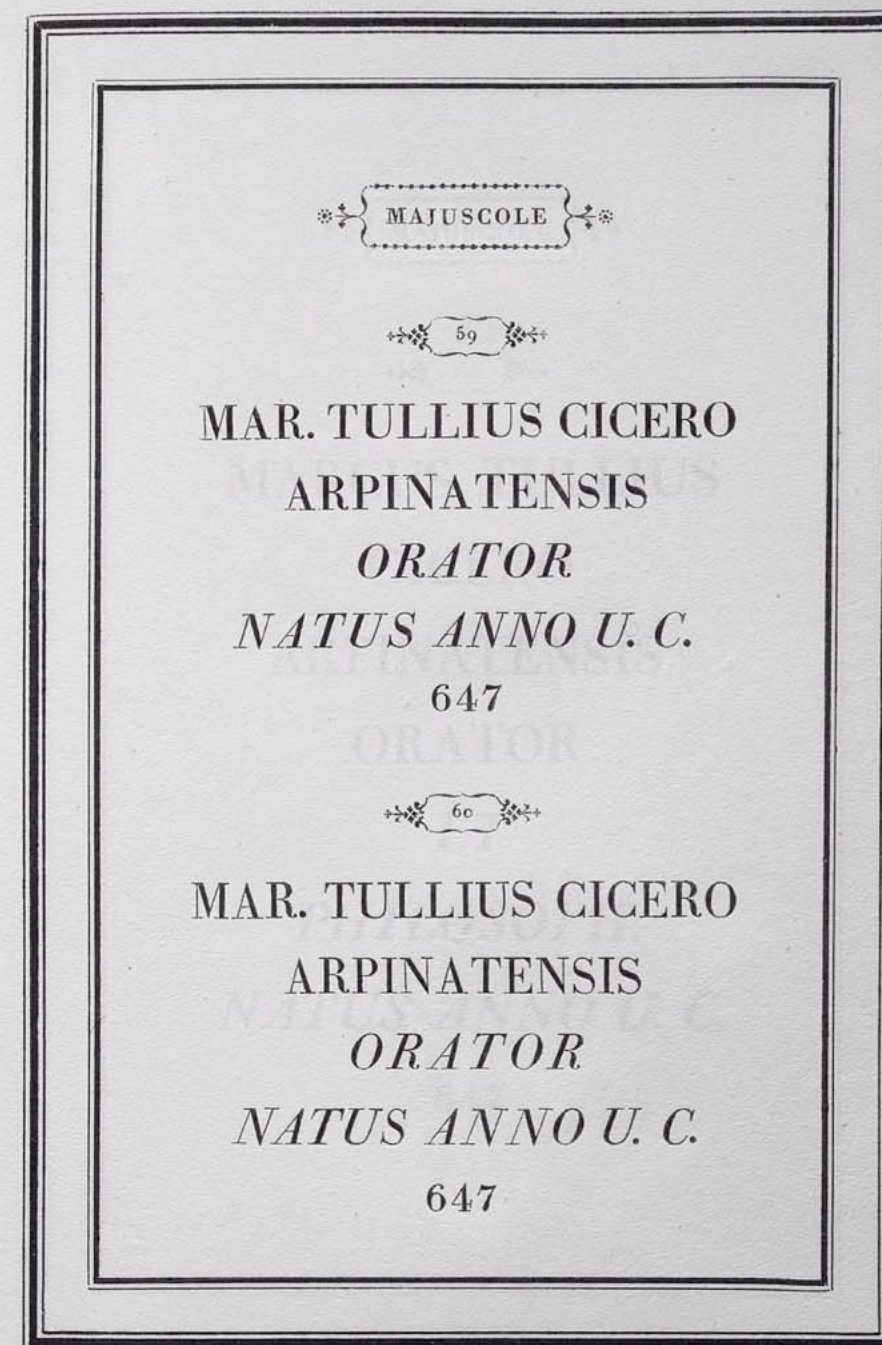 MAJUSCOLE
59
MAR. TULLIUS CICERO
ARPINATENSIS
ORATOR
NATUS ANNO U. C.
647
60
MAR. TULLIUS CICERO
ARPINATENSIS
ORATOR
NATUS ANNO U. C.
647